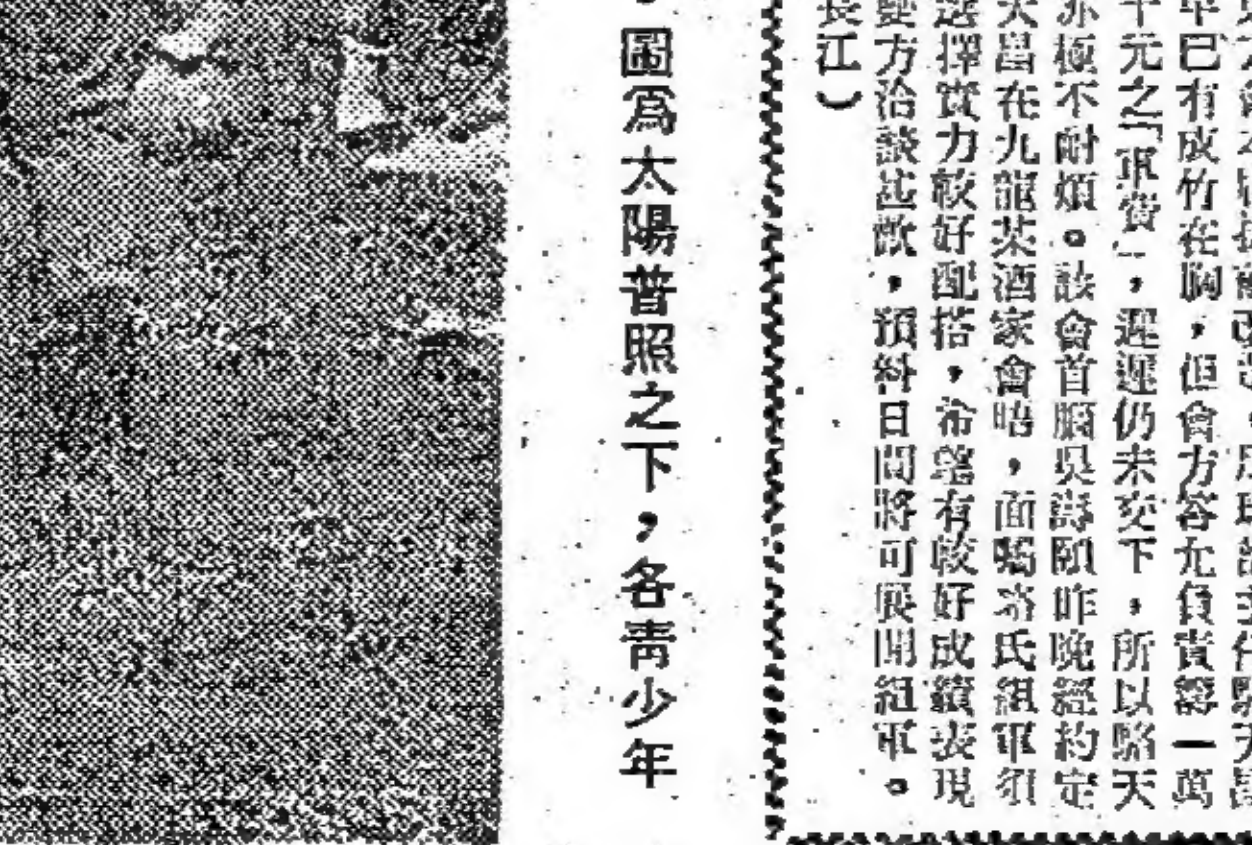 早已有成竹在胸，但會方答允負責籌一萬
千元之「軍費」，遲遲仍未交下，所以駱天
亦極不耐煩。該會首腦吳壽頤昨晚經約定
大昌在九龍某酒家會晤，面囑駱氏組軍須
選擇實力較好配搭，希望有較好成績表現
雙方洽談甚歡，預料日間將可展開組軍。
長江）
，圖爲太陽普照之下，各靑少年